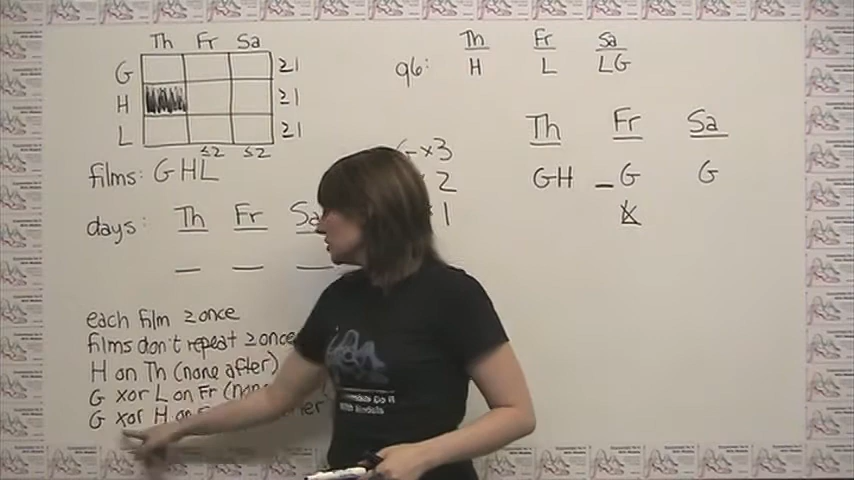 Th Fr Sa
G ≥1
H ≥1
L ≥1
≤2 ≤2
films: G H L
days: Th Fr Sa
each film ≥ once
films don't repeat ≥ once
H on Th (none after)
G xor L on Fr
G xor H on
q6: Th Fr Sa
H L LG
G x3
2
1
Th Fr Sa
GH _G G